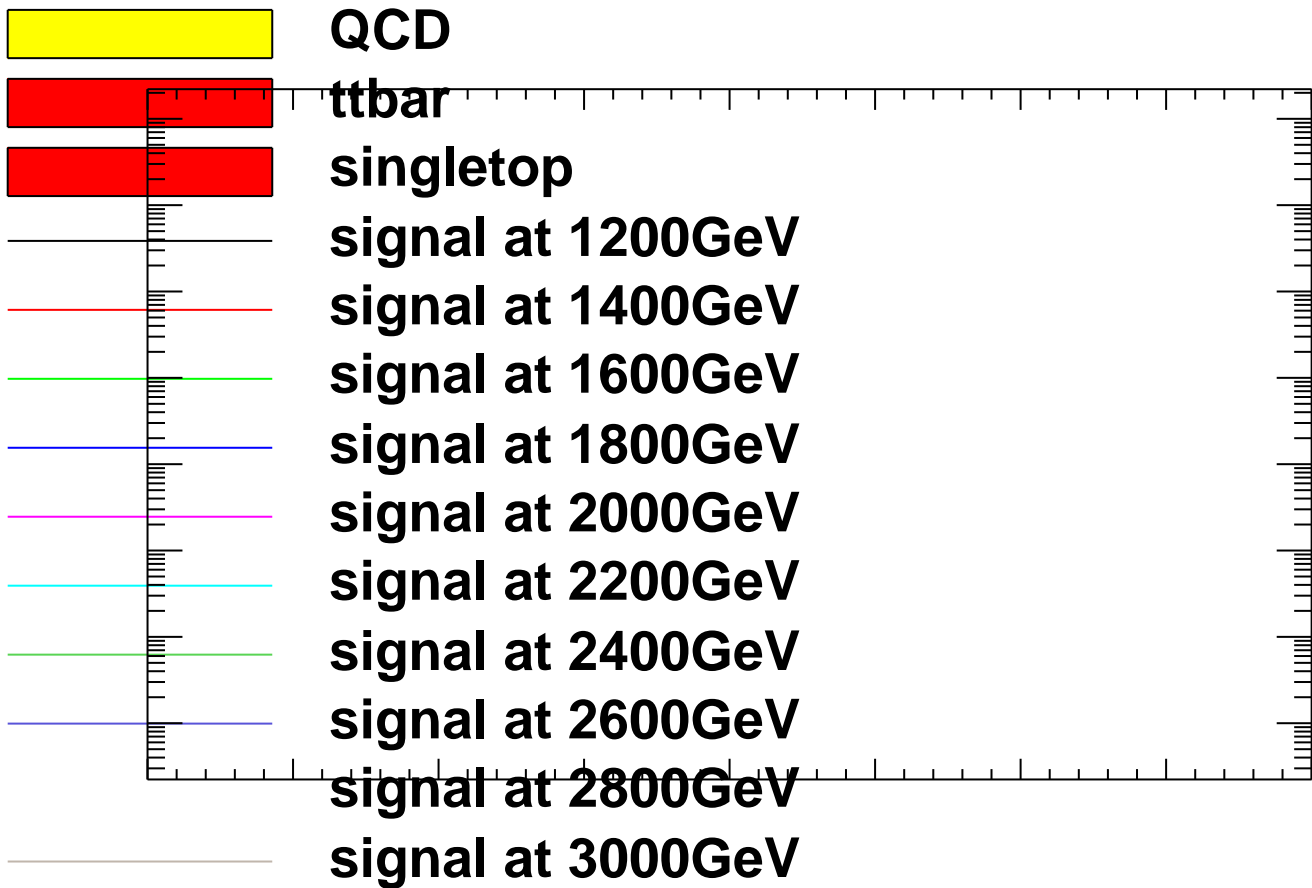 QCD
ttbar
singletop
signal at 1200GeV
signal at 1400GeV
signal at 1600GeV
signal at 1800GeV
signal at 2000GeV
signal at 2200GeV
signal at 2400GeV
signal at 2600GeV
signal at 2800GeV
signal at 3000GeV